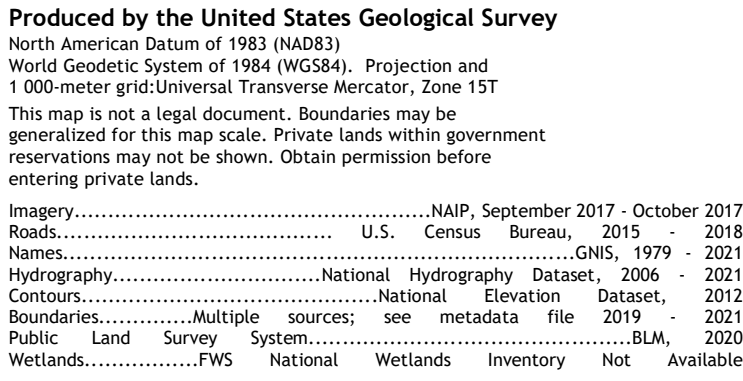 Produced by the United States Geological Survey
North American Datum of 1983 (NAD83)
World Geodetic System of 1984 (WGS84). Projection and
1 000-meter grid:Universal Transverse Mercator, Zone 15T
This map is not a legal document. Boundaries may be
generalized for this map scale. Private lands within government
reservations may not be shown. Obtain permission before
entering private lands.
Imagery.....................................................NAIP, September 2017 - October 2017
Roads......................................... U.S. Census Bureau, 2015 - 2018
Names.............................................................................GNIS, 1979 - 2021
Hydrography...............................National Hydrography Dataset, 2006 - 2021
Contours............................................National Elevation Dataset, 2012
Boundaries..............Multiple sources; see metadata file 2019 - 2021
Public Land Survey System................................................BLM, 2020
Wetlands.................FWS National Wetlands Inventory Not Available